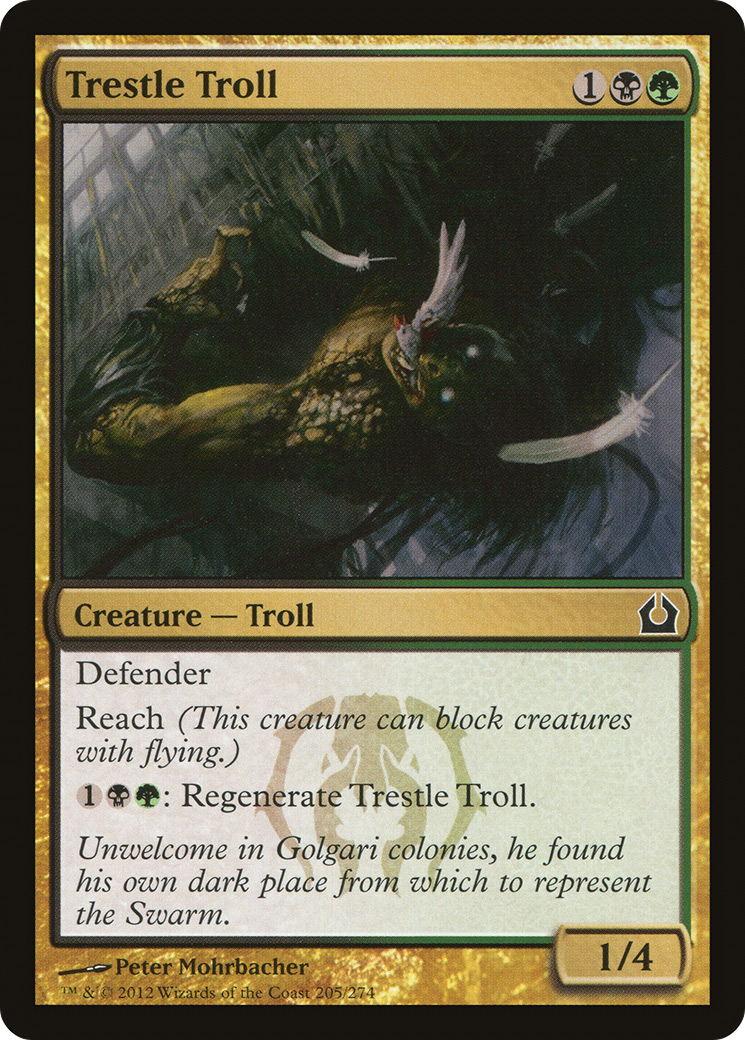 Trestle Troll 1
Creature — Troll
Defender
Reach (This creature can block creatures
with flying.)
1: Regenerate Trestle Troll.
Unwelcome in Golgari colonies, he found
his own dark place from which to represent
the Swarm.
1/4
Peter Mohrbacher
™ & © 2012 Wizards of the Coast 205/274